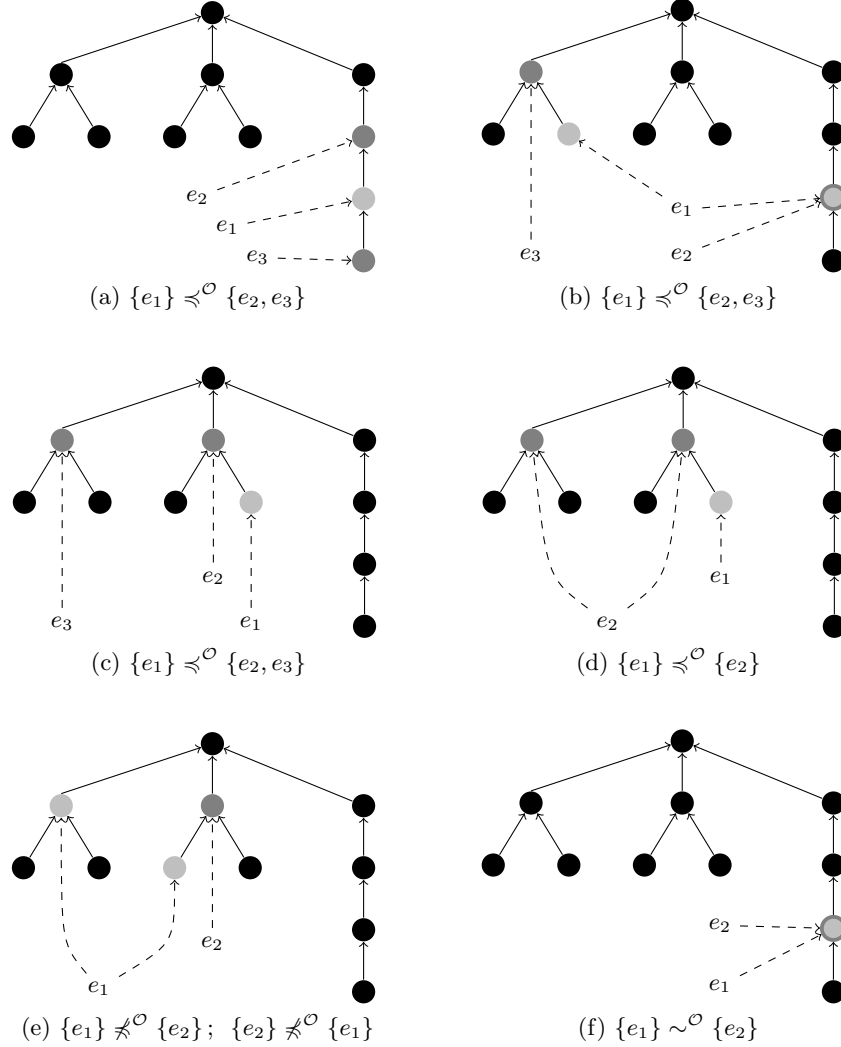 e₂
e₁
e₃
(a) {e₁} ≼^𝒪 {e₂, e₃}
e₁
e₃ e₂
(b) {e₁} ≼^𝒪 {e₂, e₃}
e₂
e₃ e₁
(c) {e₁} ≼^𝒪 {e₂, e₃}
e₁
e₂
(d) {e₁} ≼^𝒪 {e₂}
e₂
e₁
(e) {e₁} ⋠^𝒪 {e₂} ; {e₂} ⋠^𝒪 {e₁}
e₂
e₁
(f) {e₁} ∼^𝒪 {e₂}